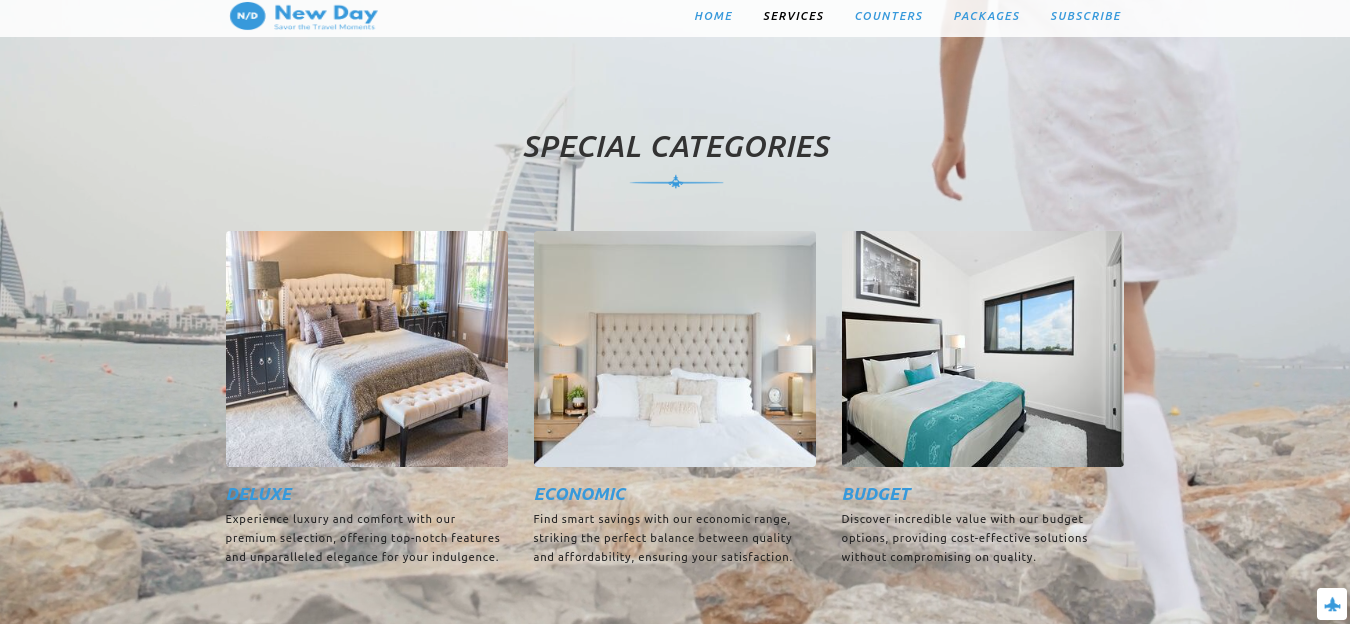 N/D New Day
Savor the Travel Moments
HOME SERVICES COUNTERS PACKAGES SUBSCRIBE
SPECIAL CATEGORIES
DELUXE
Experience luxury and comfort with our
premium selection, offering top-notch features
and unparalleled elegance for your indulgence.
ECONOMIC
Find smart savings with our economic range,
striking the perfect balance between quality
and affordability, ensuring your satisfaction.
BUDGET
Discover incredible value with our budget
options, providing cost-effective solutions
without compromising on quality.